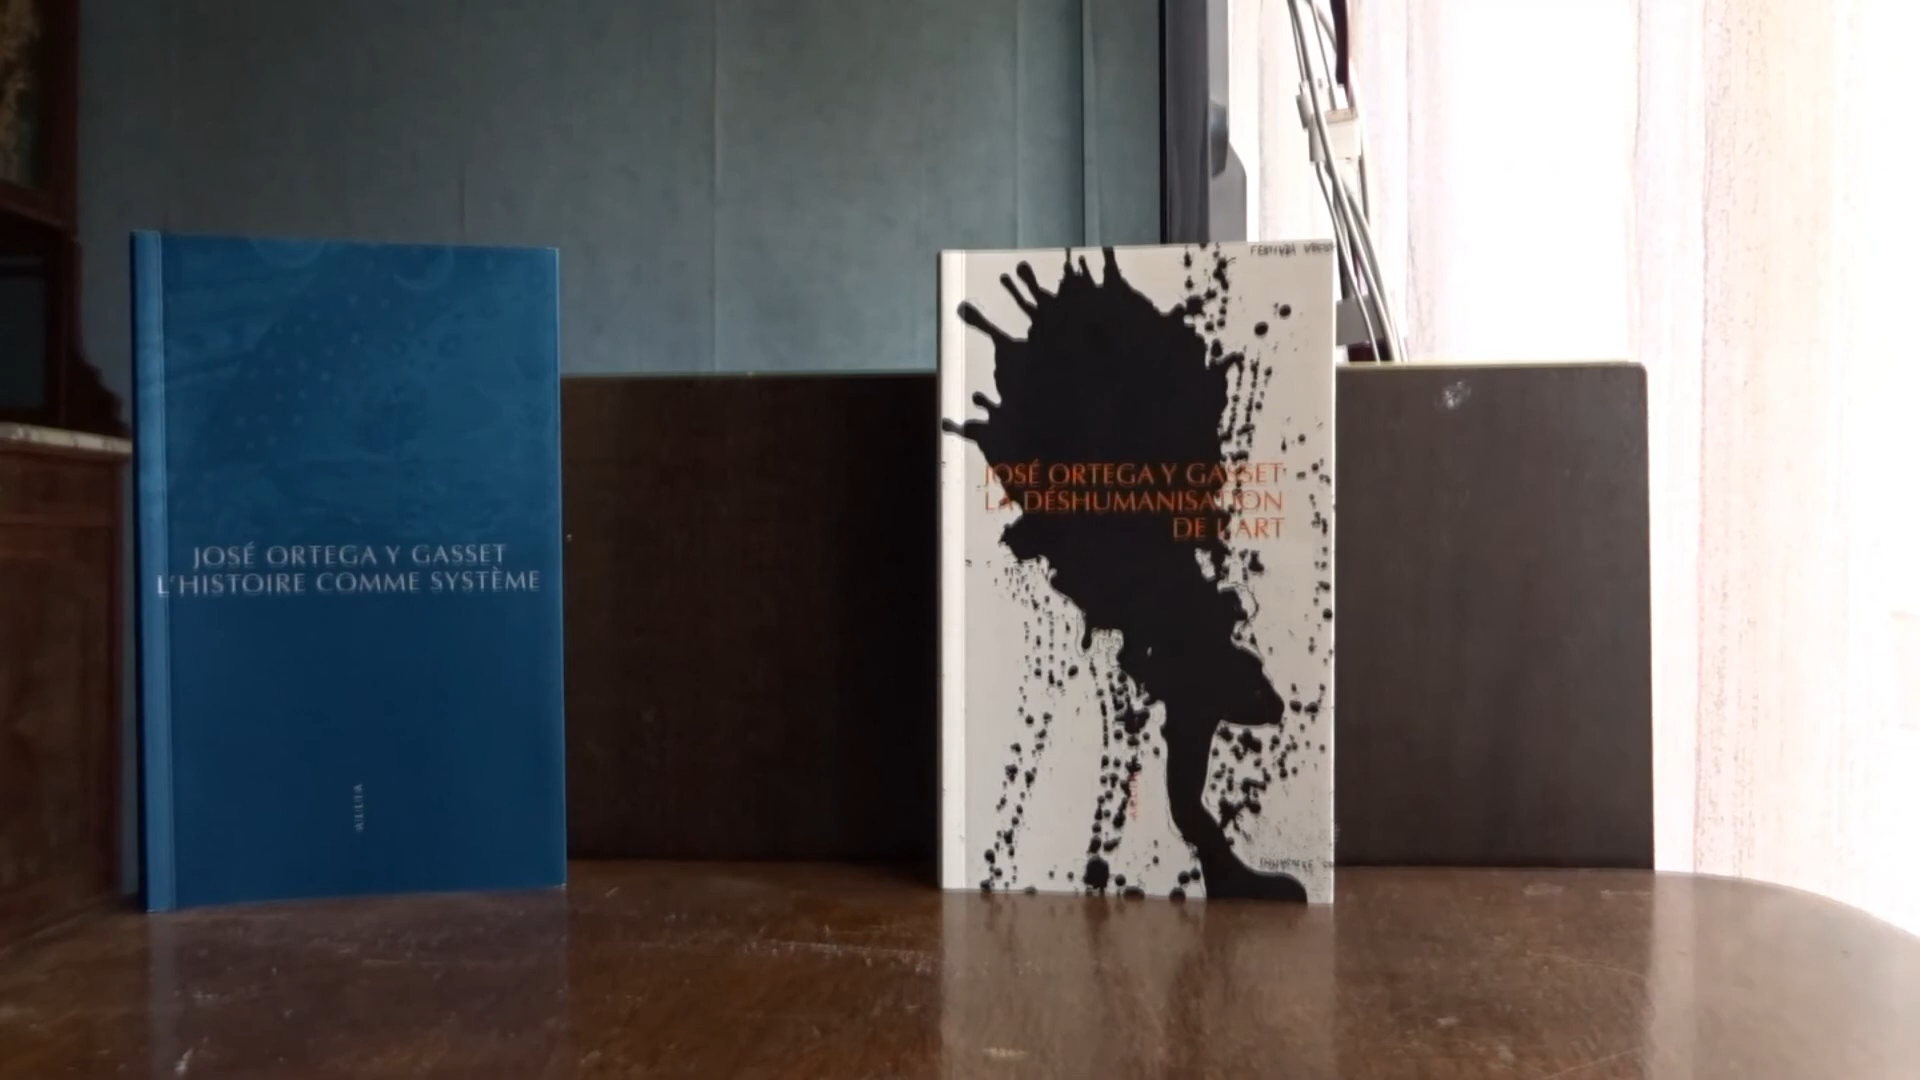 JOSÉ ORTEGA Y GASSET
L'HISTOIRE COMME SYSTÈME
ALLIA
JOSÉ ORTEGA Y GASSET
LA DÉSHUMANISATION
DE L'ART